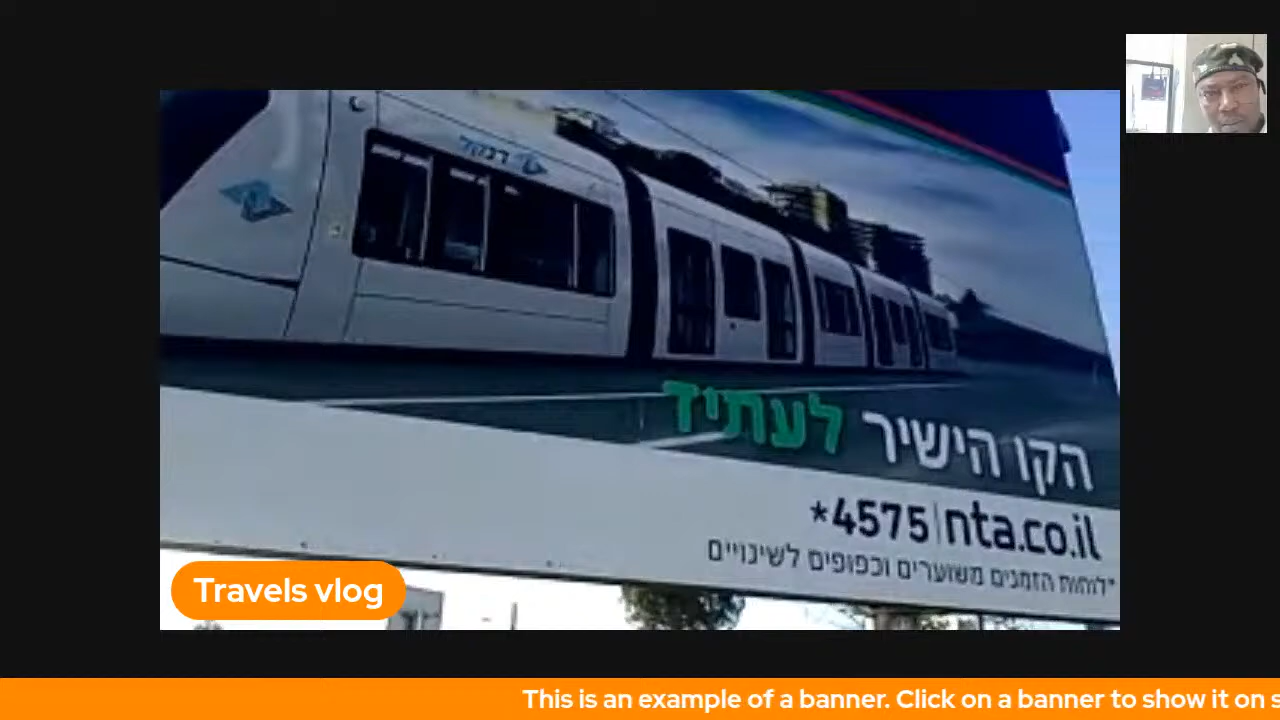 דנקל
הקו הישיר לעתיד
*4575 | nta.co.il
*לוחות הזמנים משוערים וכפופים לשינויים
Travels vlog
This is an example of a banner. Click on a banner to show it on s